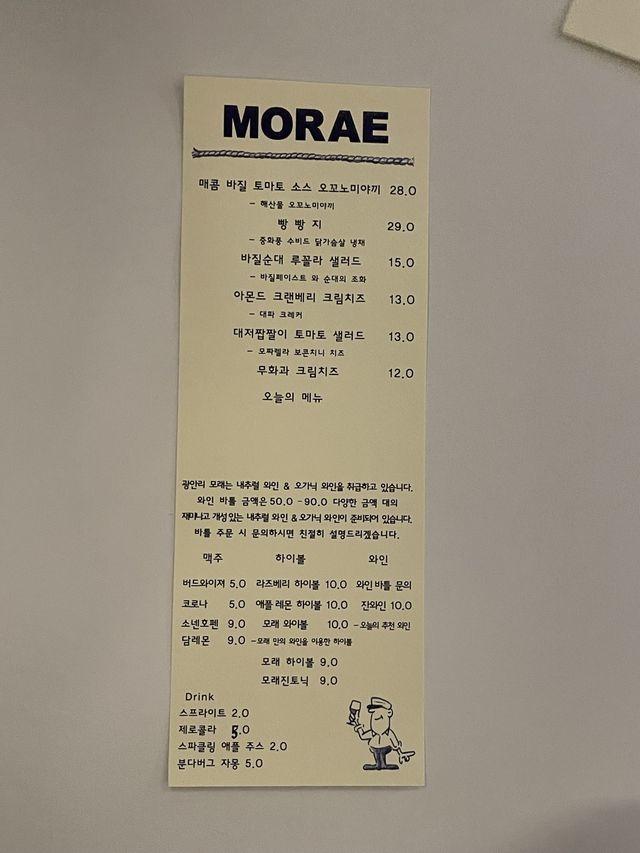 MORAE
매콤 바질 토마토 소스 오꼬노미야끼 28.0
- 해산물 오꼬노미야끼
빵 빵 지 29.0
- 중화풍 수비드 닭가슴살 냉채
바질순대 루꼴라 샐러드 15.0
- 바질페이스트 와 순대의 조화
아몬드 크랜베리 크림치즈 13.0
- 대파 크레커
대저짭짤이 토마토 샐러드 13.0
- 모짜렐라 보콘치니 치즈
무화과 크림치즈 12.0
오늘의 메뉴
광안리 모래는 내추럴 와인 & 오가닉 와인을 취급하고 있습니다.
와인 바틀 금액은 50.0 - 90.0 다양한 금액 대의
재미나고 개성있는 내추럴 와인 & 오가닉 와인이 준비되어 있습니다.
바틀 주문 시 문의하시면 친절히 설명드리겠습니다.
맥주 하이볼 와인
버드와이져 5.0 라즈베리 하이볼 10.0 와인 바틀 문의
코로나 5.0 애플 레몬 하이볼 10.0 잔와인 10.0
소넨호펜 9.0 모래 와이볼 10.0 - 오늘의 추천 와인
담레몬 9.0 - 모래 만의 와인을 이용한 하이볼
모래 하이볼 9.0
모래진토닉 9.0
Drink
스프라이트 2.0
제로콜라 5.0
스파클링 애플 주스 2.0
분다버그 자몽 5.0